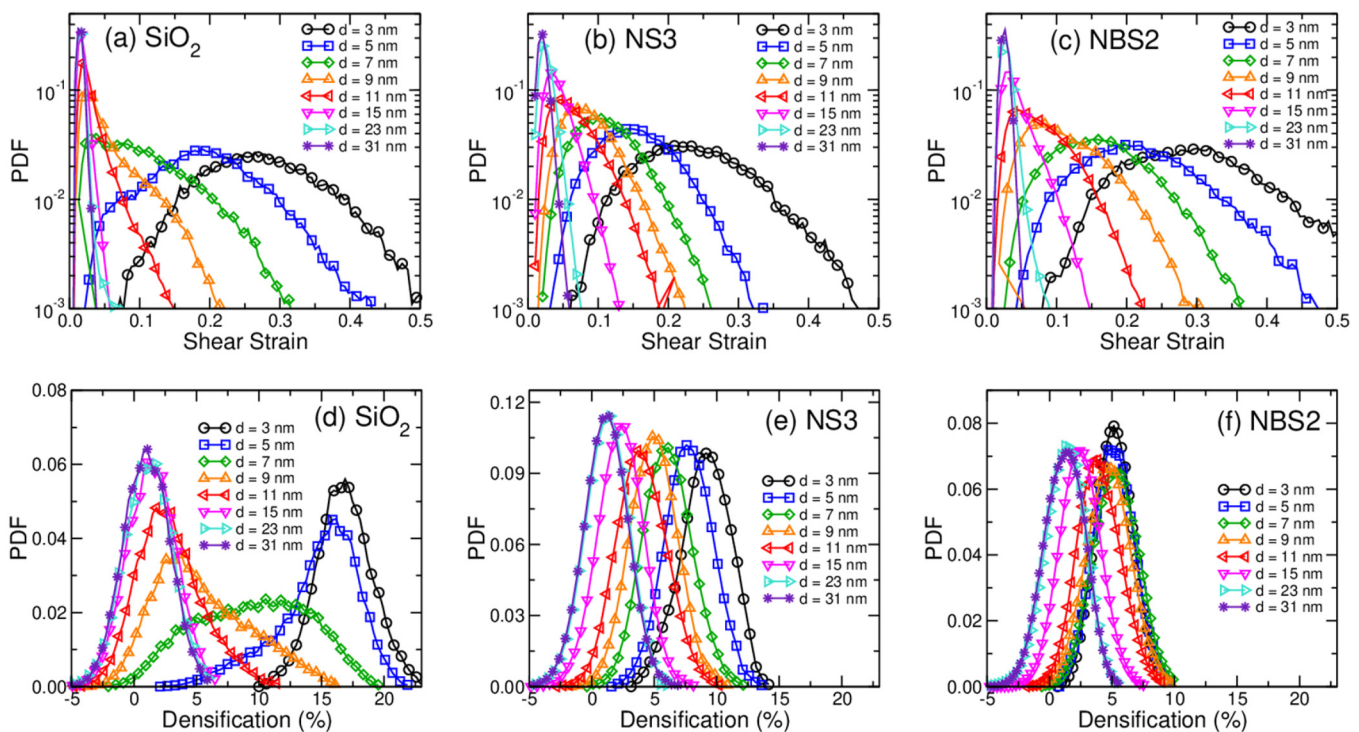 (a) SiO2
d = 3 nm
d = 5 nm
d = 7 nm
d = 9 nm
d = 11 nm
d = 15 nm
d = 23 nm
d = 31 nm
10-1
10-2
10-3
PDF
0.0 0.1 0.2 0.3 0.4 0.5
Shear Strain
(b) NS3
d = 3 nm
d = 5 nm
d = 7 nm
d = 9 nm
d = 11 nm
d = 15 nm
d = 23 nm
d = 31 nm
10-1
10-2
10-3
PDF
0.0 0.1 0.2 0.3 0.4 0.5
Shear Strain
(c) NBS2
d = 3 nm
d = 5 nm
d = 7 nm
d = 9 nm
d = 11 nm
d = 15 nm
d = 23 nm
d = 31 nm
10-1
10-2
10-3
PDF
0.0 0.1 0.2 0.3 0.4 0.5
Shear Strain
(d) SiO2
d = 3 nm
d = 5 nm
d = 7 nm
d = 9 nm
d = 11 nm
d = 15 nm
d = 23 nm
d = 31 nm
0.08
0.06
0.04
0.02
0.00
PDF
-5 0 5 10 15 20
Densification (%)
(e) NS3
d = 3 nm
d = 5 nm
d = 7 nm
d = 9 nm
d = 11 nm
d = 15 nm
d = 23 nm
d = 31 nm
0.12
0.09
0.06
0.03
0.00
PDF
-5 0 5 10 15 20
Densification (%)
(f) NBS2
d = 3 nm
d = 5 nm
d = 7 nm
d = 9 nm
d = 11 nm
d = 15 nm
d = 23 nm
d = 31 nm
0.08
0.06
0.04
0.02
0.00
PDF
-5 0 5 10 15 20
Densification (%)